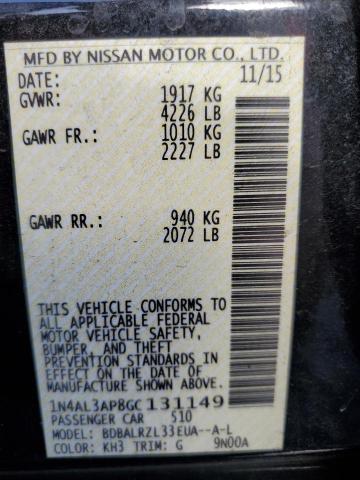 MFD BY NISSAN MOTOR CO., LTD.
DATE: 11/15
GVWR: 1917 KG
4226 LB
GAWR FR.: 1010 KG
2227 LB
GAWR RR.: 940 KG
2072 LB
THIS VEHICLE CONFORMS TO
ALL APPLICABLE FEDERAL
MOTOR VEHICLE SAFETY,
BUMPER, AND THEFT
PREVENTION STANDARDS IN
EFFECT ON THE DATE OF
MANUFACTURE SHOWN ABOVE.
1N4AL3AP8GC131149
PASSENGER CAR 510
MODEL: BDBALRZL33EUA--A-L
COLOR: KH3 TRIM: G 9N00A